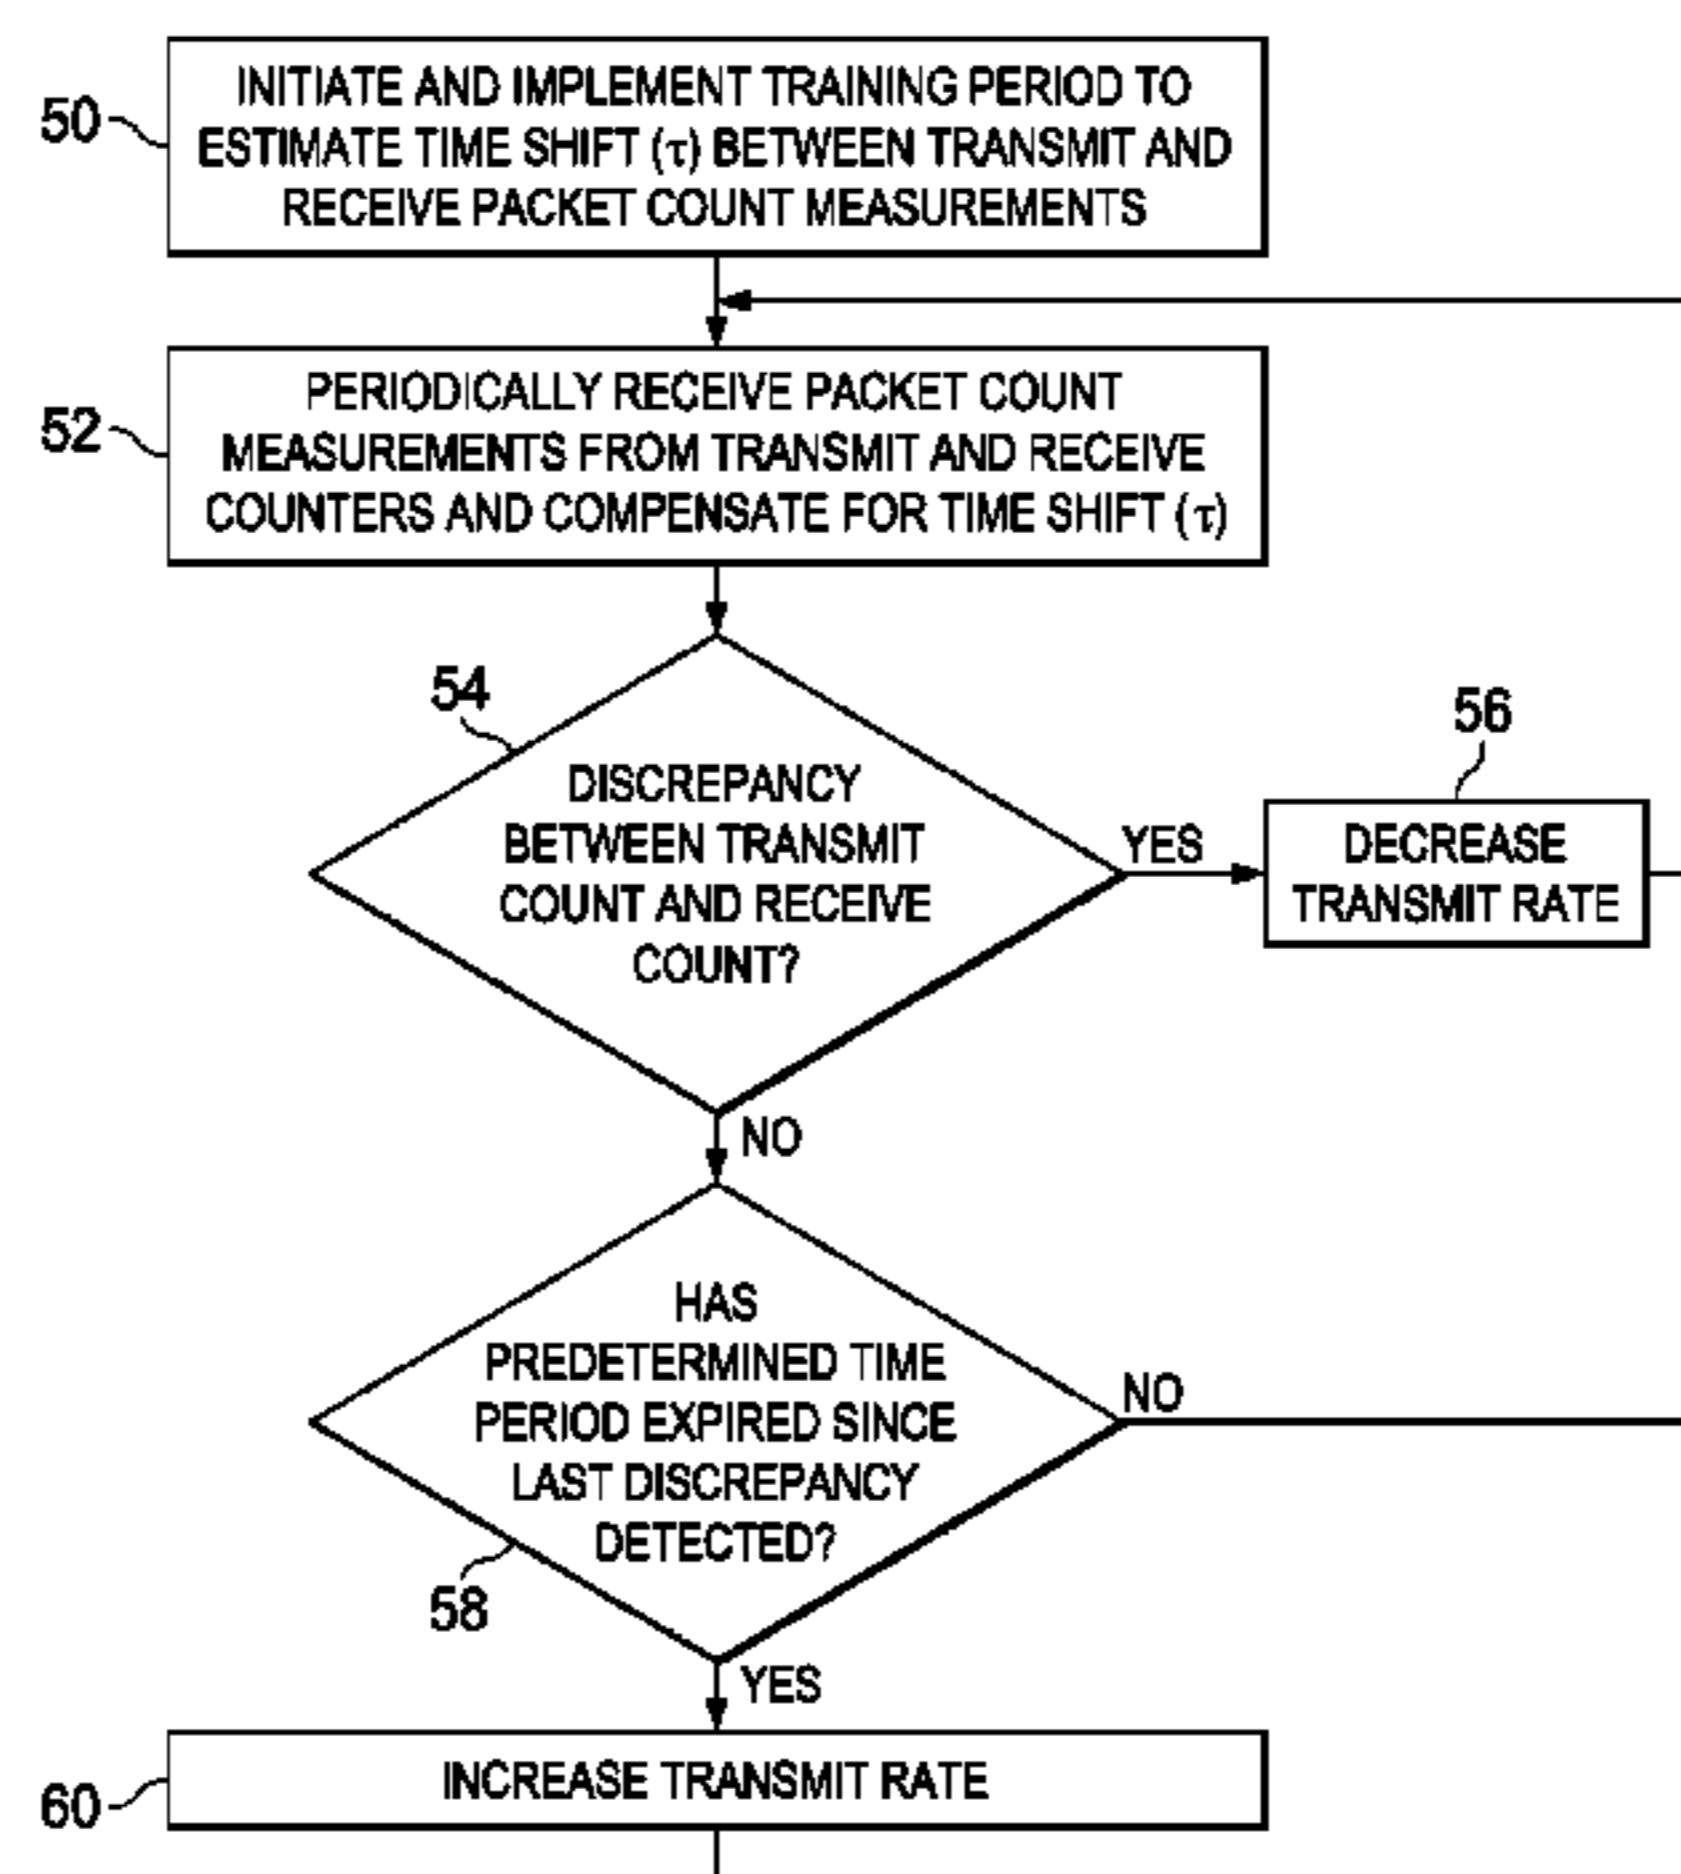 50
INITIATE AND IMPLEMENT TRAINING PERIOD TO
ESTIMATE TIME SHIFT (τ) BETWEEN TRANSMIT AND
RECEIVE PACKET COUNT MEASUREMENTS
52
PERIODICALLY RECEIVE PACKET COUNT
MEASUREMENTS FROM TRANSMIT AND RECEIVE
COUNTERS AND COMPENSATE FOR TIME SHIFT (τ)
54
DISCREPANCY
BETWEEN TRANSMIT
COUNT AND RECEIVE
COUNT?
YES
56
DECREASE
TRANSMIT RATE
NO
HAS
PREDETERMINED TIME
PERIOD EXPIRED SINCE
LAST DISCREPANCY
DETECTED?
NO
58
YES
60
INCREASE TRANSMIT RATE